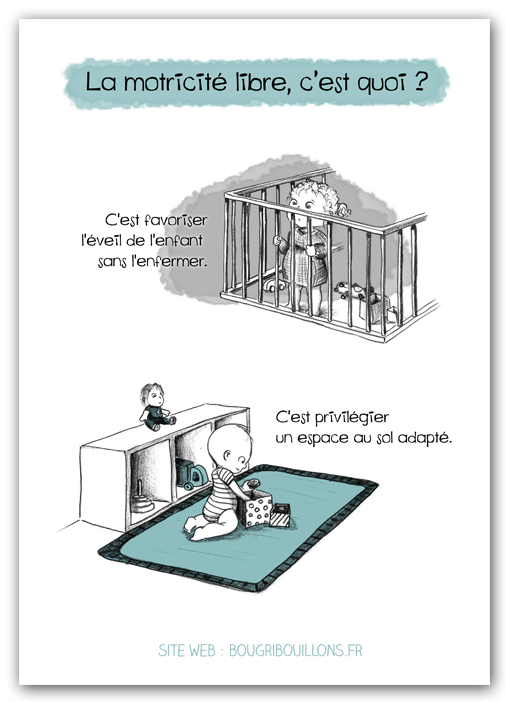 La motricité libre, c'est quoi ?
C'est favoriser
l'éveil de l'enfant
sans l'enfermer.
C'est privilégier
un espace au sol adapté.
SITE WEB : BOUGRIBOUILLONS.FR